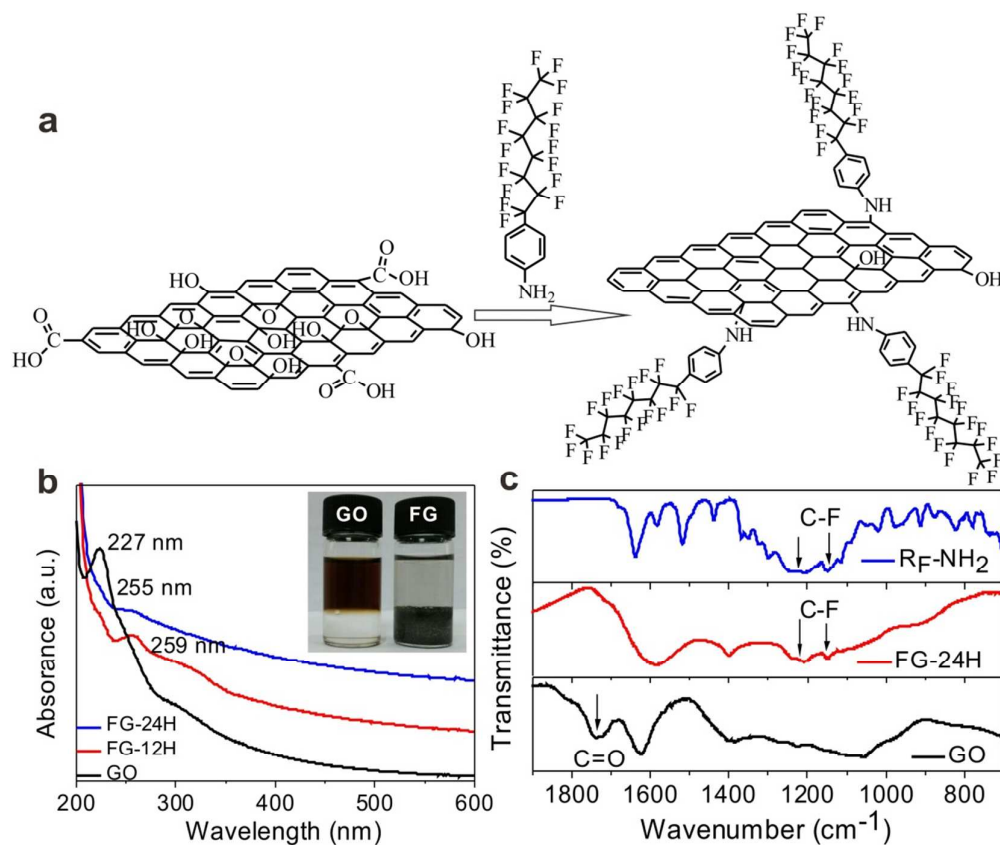 a
F F
F F
F F
F F
F F
F F
F F
F F
F
NH2
HO
O
C
OH
O
C
HO
HO
O
HO
O
OH
OH
O
HO
O
OH
O
C
OH
OH
NH
OH
OH
NH
HN
F F
F F
F F
F F
F F
F F
F F
F F
F
b
227 nm
255 nm
259 nm
GO
FG
FG-24H
FG-12H
GO
Absorance (a.u.)
200 300 400 500 600
Wavelength (nm)
c
C-F
RF-NH2
C-F
FG-24H
C=O
GO
Transmittance (%)
1800 1600 1400 1200 1000 800
Wavenumber (cm-1)